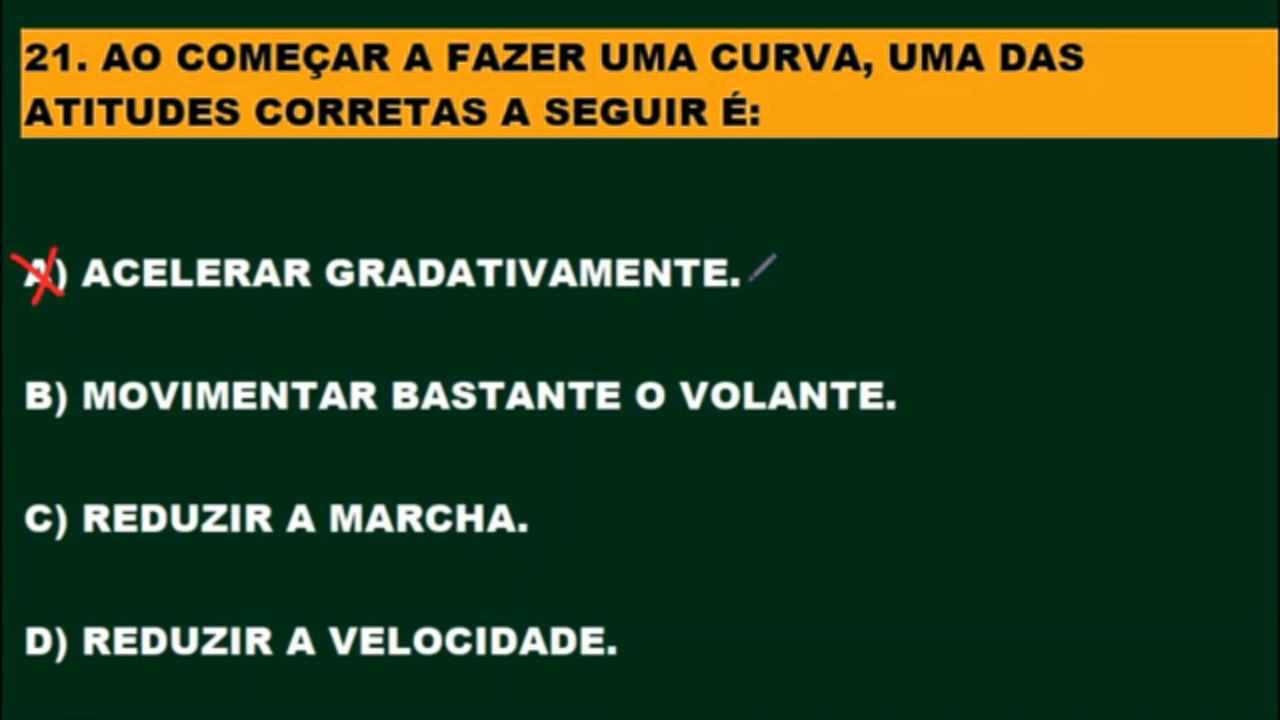 21. AO COMEÇAR A FAZER UMA CURVA, UMA DAS
ATITUDES CORRETAS A SEGUIR É:
A) ACELERAR GRADATIVAMENTE.
B) MOVIMENTAR BASTANTE O VOLANTE.
C) REDUZIR A MARCHA.
D) REDUZIR A VELOCIDADE.